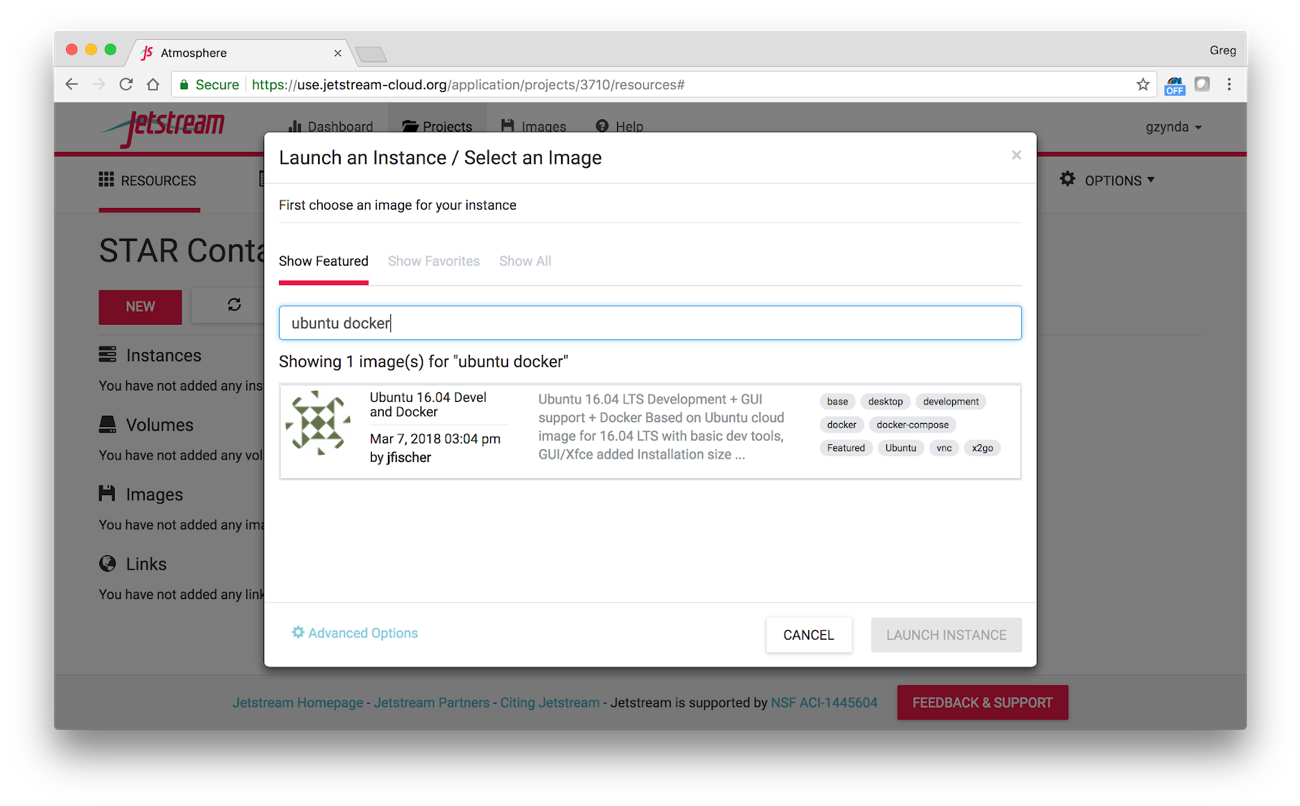 Atmosphere
Greg
Secure https://use.jetstream-cloud.org/application/projects/3710/resources#
OFF
Jetstream Dashboard Projects Images Help gzynda
RESOURCES OPTIONS
Launch an Instance / Select an Image
First choose an image for your instance
Show Featured Show Favorites Show All
ubuntu docker
Showing 1 image(s) for "ubuntu docker"
Ubuntu 16.04 Devel
and Docker
Mar 7, 2018 03:04 pm
by jfischer
Ubuntu 16.04 LTS Development + GUI
support + Docker Based on Ubuntu cloud
image for 16.04 LTS with basic dev tools,
GUI/Xfce added Installation size ...
base desktop development
docker docker-compose
Featured Ubuntu vnc x2go
Advanced Options
CANCEL LAUNCH INSTANCE
STAR Conta
NEW
Instances
You have not added any ins
Volumes
You have not added any vol
Images
You have not added any ima
Links
You have not added any link
Jetstream Homepage - Jetstream Partners - Citing Jetstream - Jetstream is supported by NSF ACI-1445604
FEEDBACK & SUPPORT